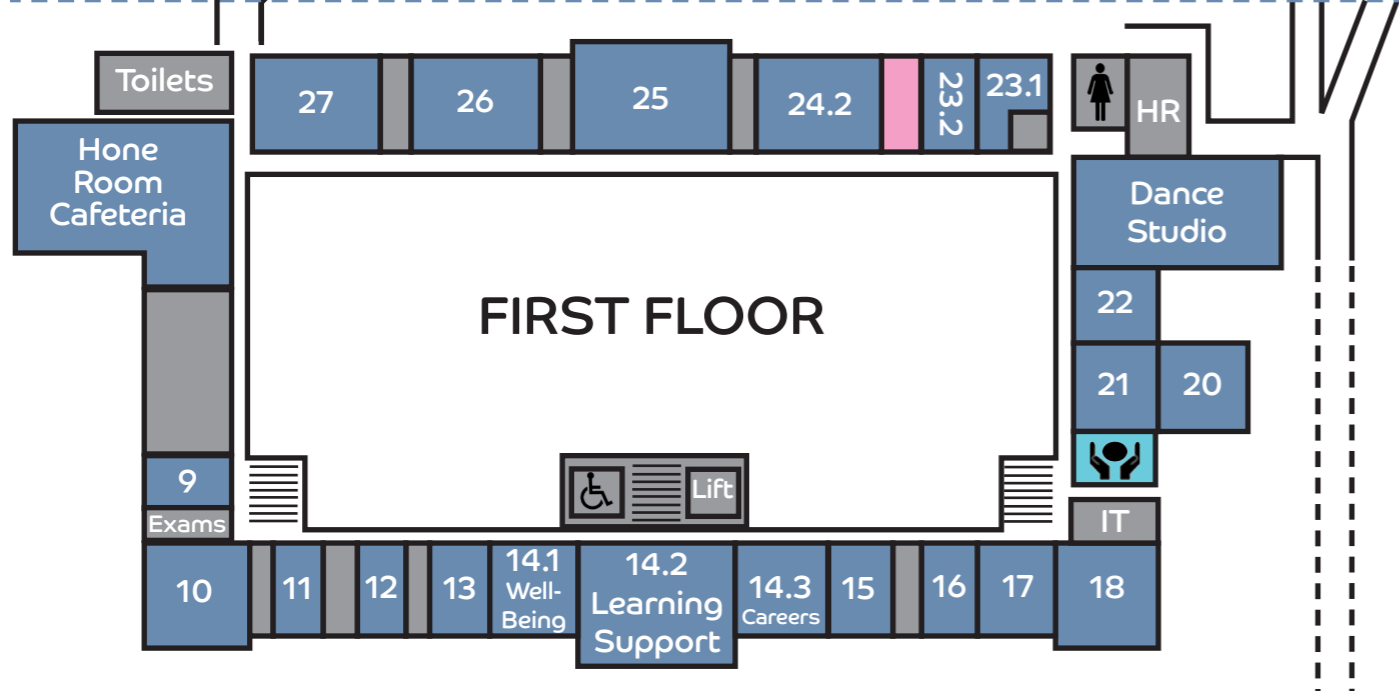 Toilets
27
26
25
24.2
23.2
23.1
HR
Hone
Room
Cafeteria
Dance
Studio
FIRST FLOOR
22
21
20
9
Lift
Exams
IT
10
11
12
13
14.1
Well-
Being
14.2
Learning
Support
14.3
Careers
15
16
17
18